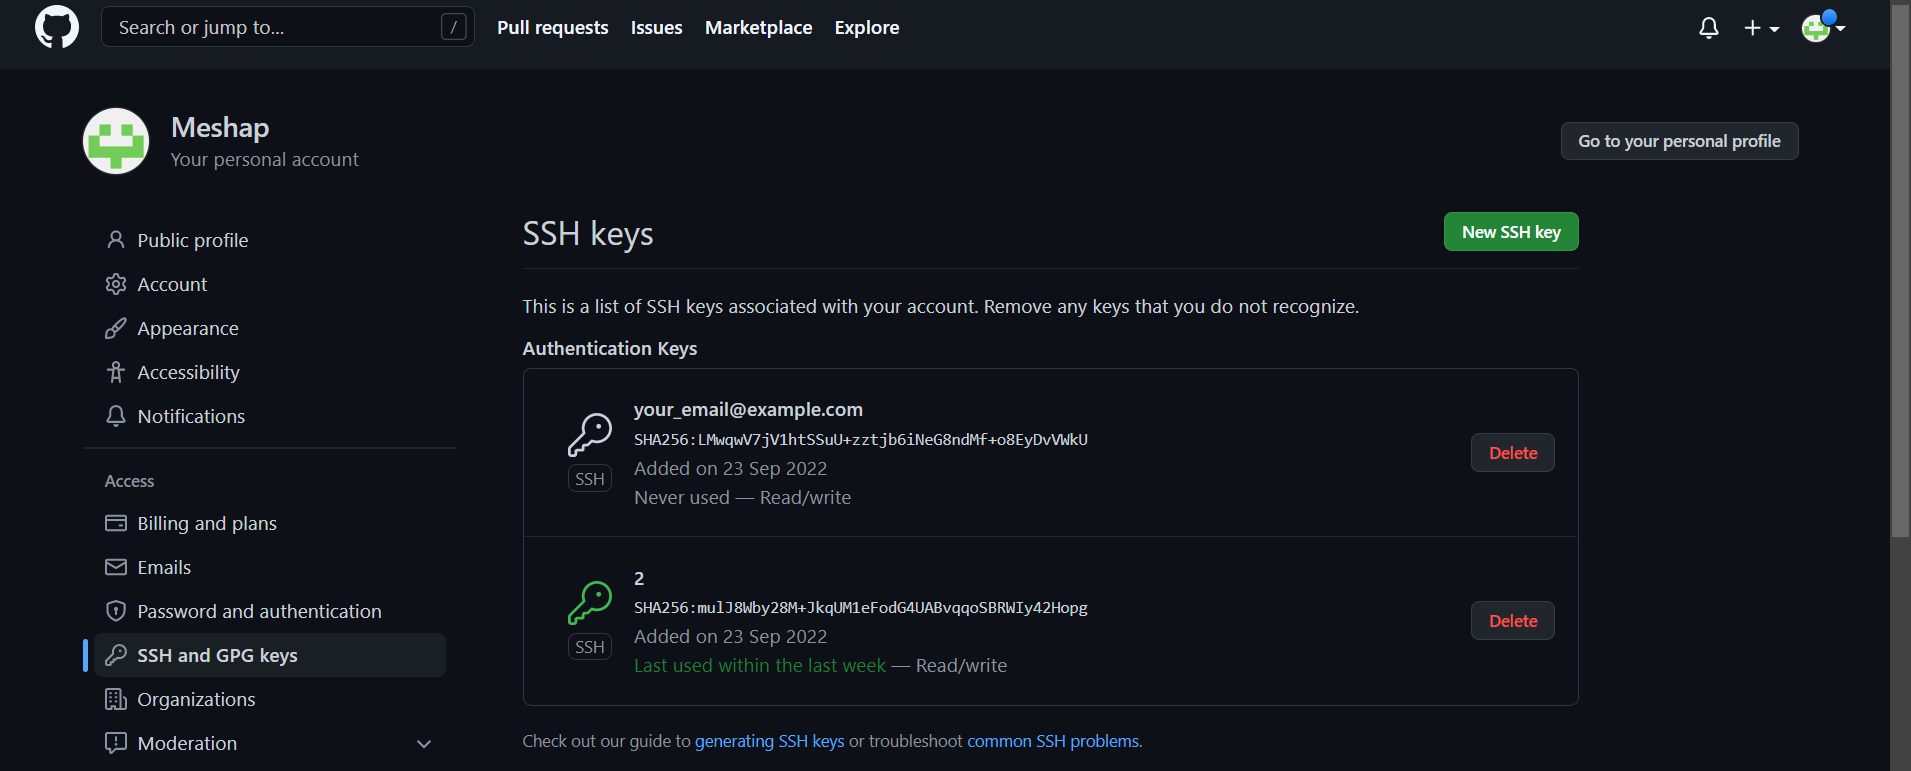 Search or jump to...
/
Pull requests
Issues
Marketplace
Explore
Meshap
Your personal account
Go to your personal profile
Public profile
Account
Appearance
Accessibility
Notifications
Access
Billing and plans
Emails
Password and authentication
SSH and GPG keys
Organizations
Moderation
SSH keys
New SSH key
This is a list of SSH keys associated with your account. Remove any keys that you do not recognize.
Authentication Keys
your_email@example.com
SHA256:LMwqwV7jV1htSSuU+zztjb6iNeG8ndMf+o8EyDvVWkU
SSH
Added on 23 Sep 2022
Never used — Read/write
Delete
2
SHA256:mulJ8Wby28M+JkqUM1eFodG4UABvqqoSBRWIy42Hopg
SSH
Added on 23 Sep 2022
Last used within the last week — Read/write
Delete
Check out our guide to generating SSH keys or troubleshoot common SSH problems.